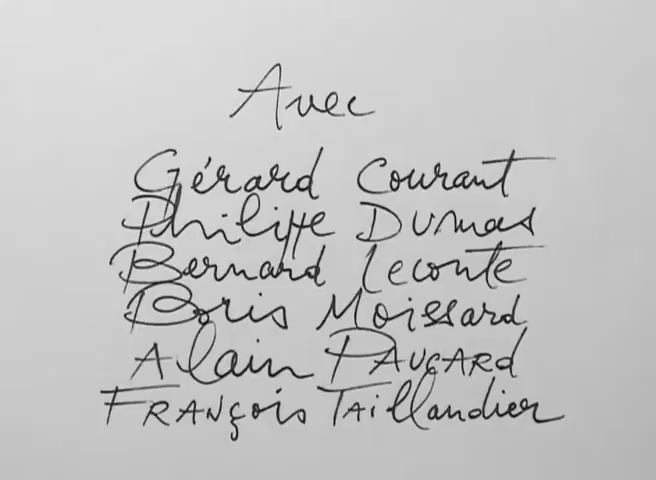 Avec
Gérard Courant
Philippe Dumas
Bernard Leconte
Boris Moissard
Alain PAUCARD
FRANÇois TAillandier